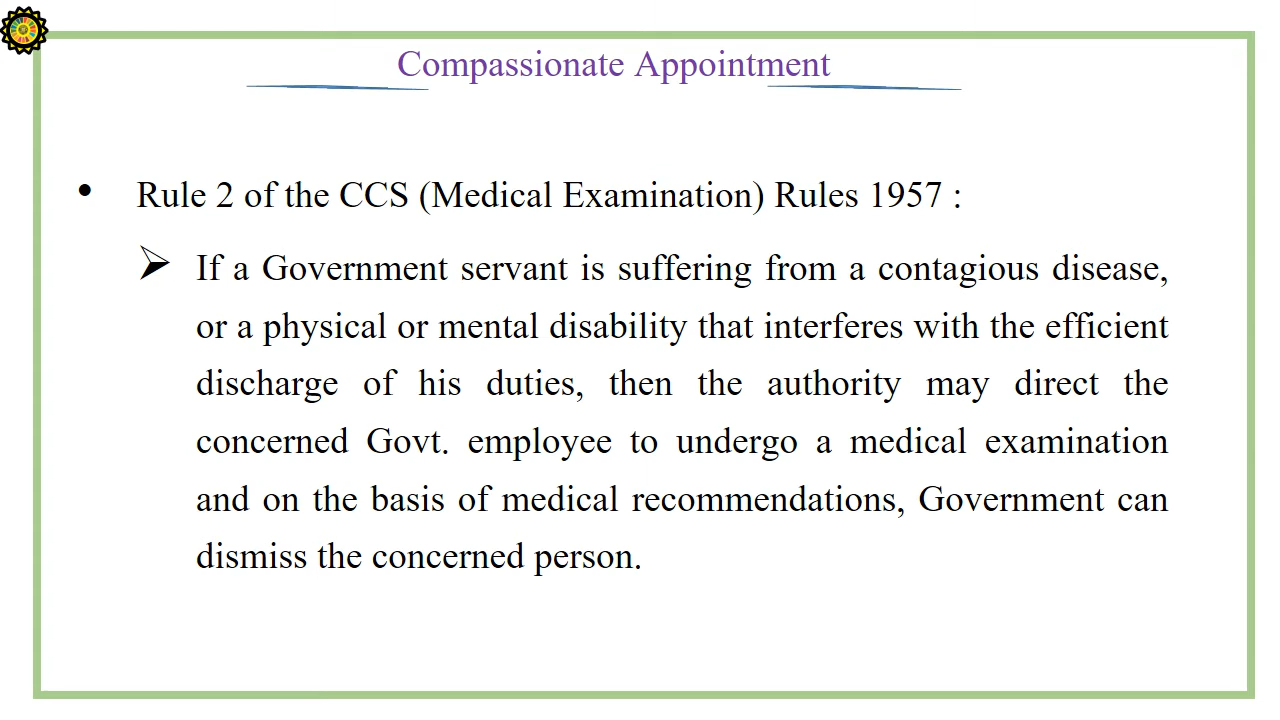 Compassionate Appointment
• Rule 2 of the CCS (Medical Examination) Rules 1957 :
➢ If a Government servant is suffering from a contagious disease,
or a physical or mental disability that interferes with the efficient
discharge of his duties, then the authority may direct the
concerned Govt. employee to undergo a medical examination
and on the basis of medical recommendations, Government can
dismiss the concerned person.